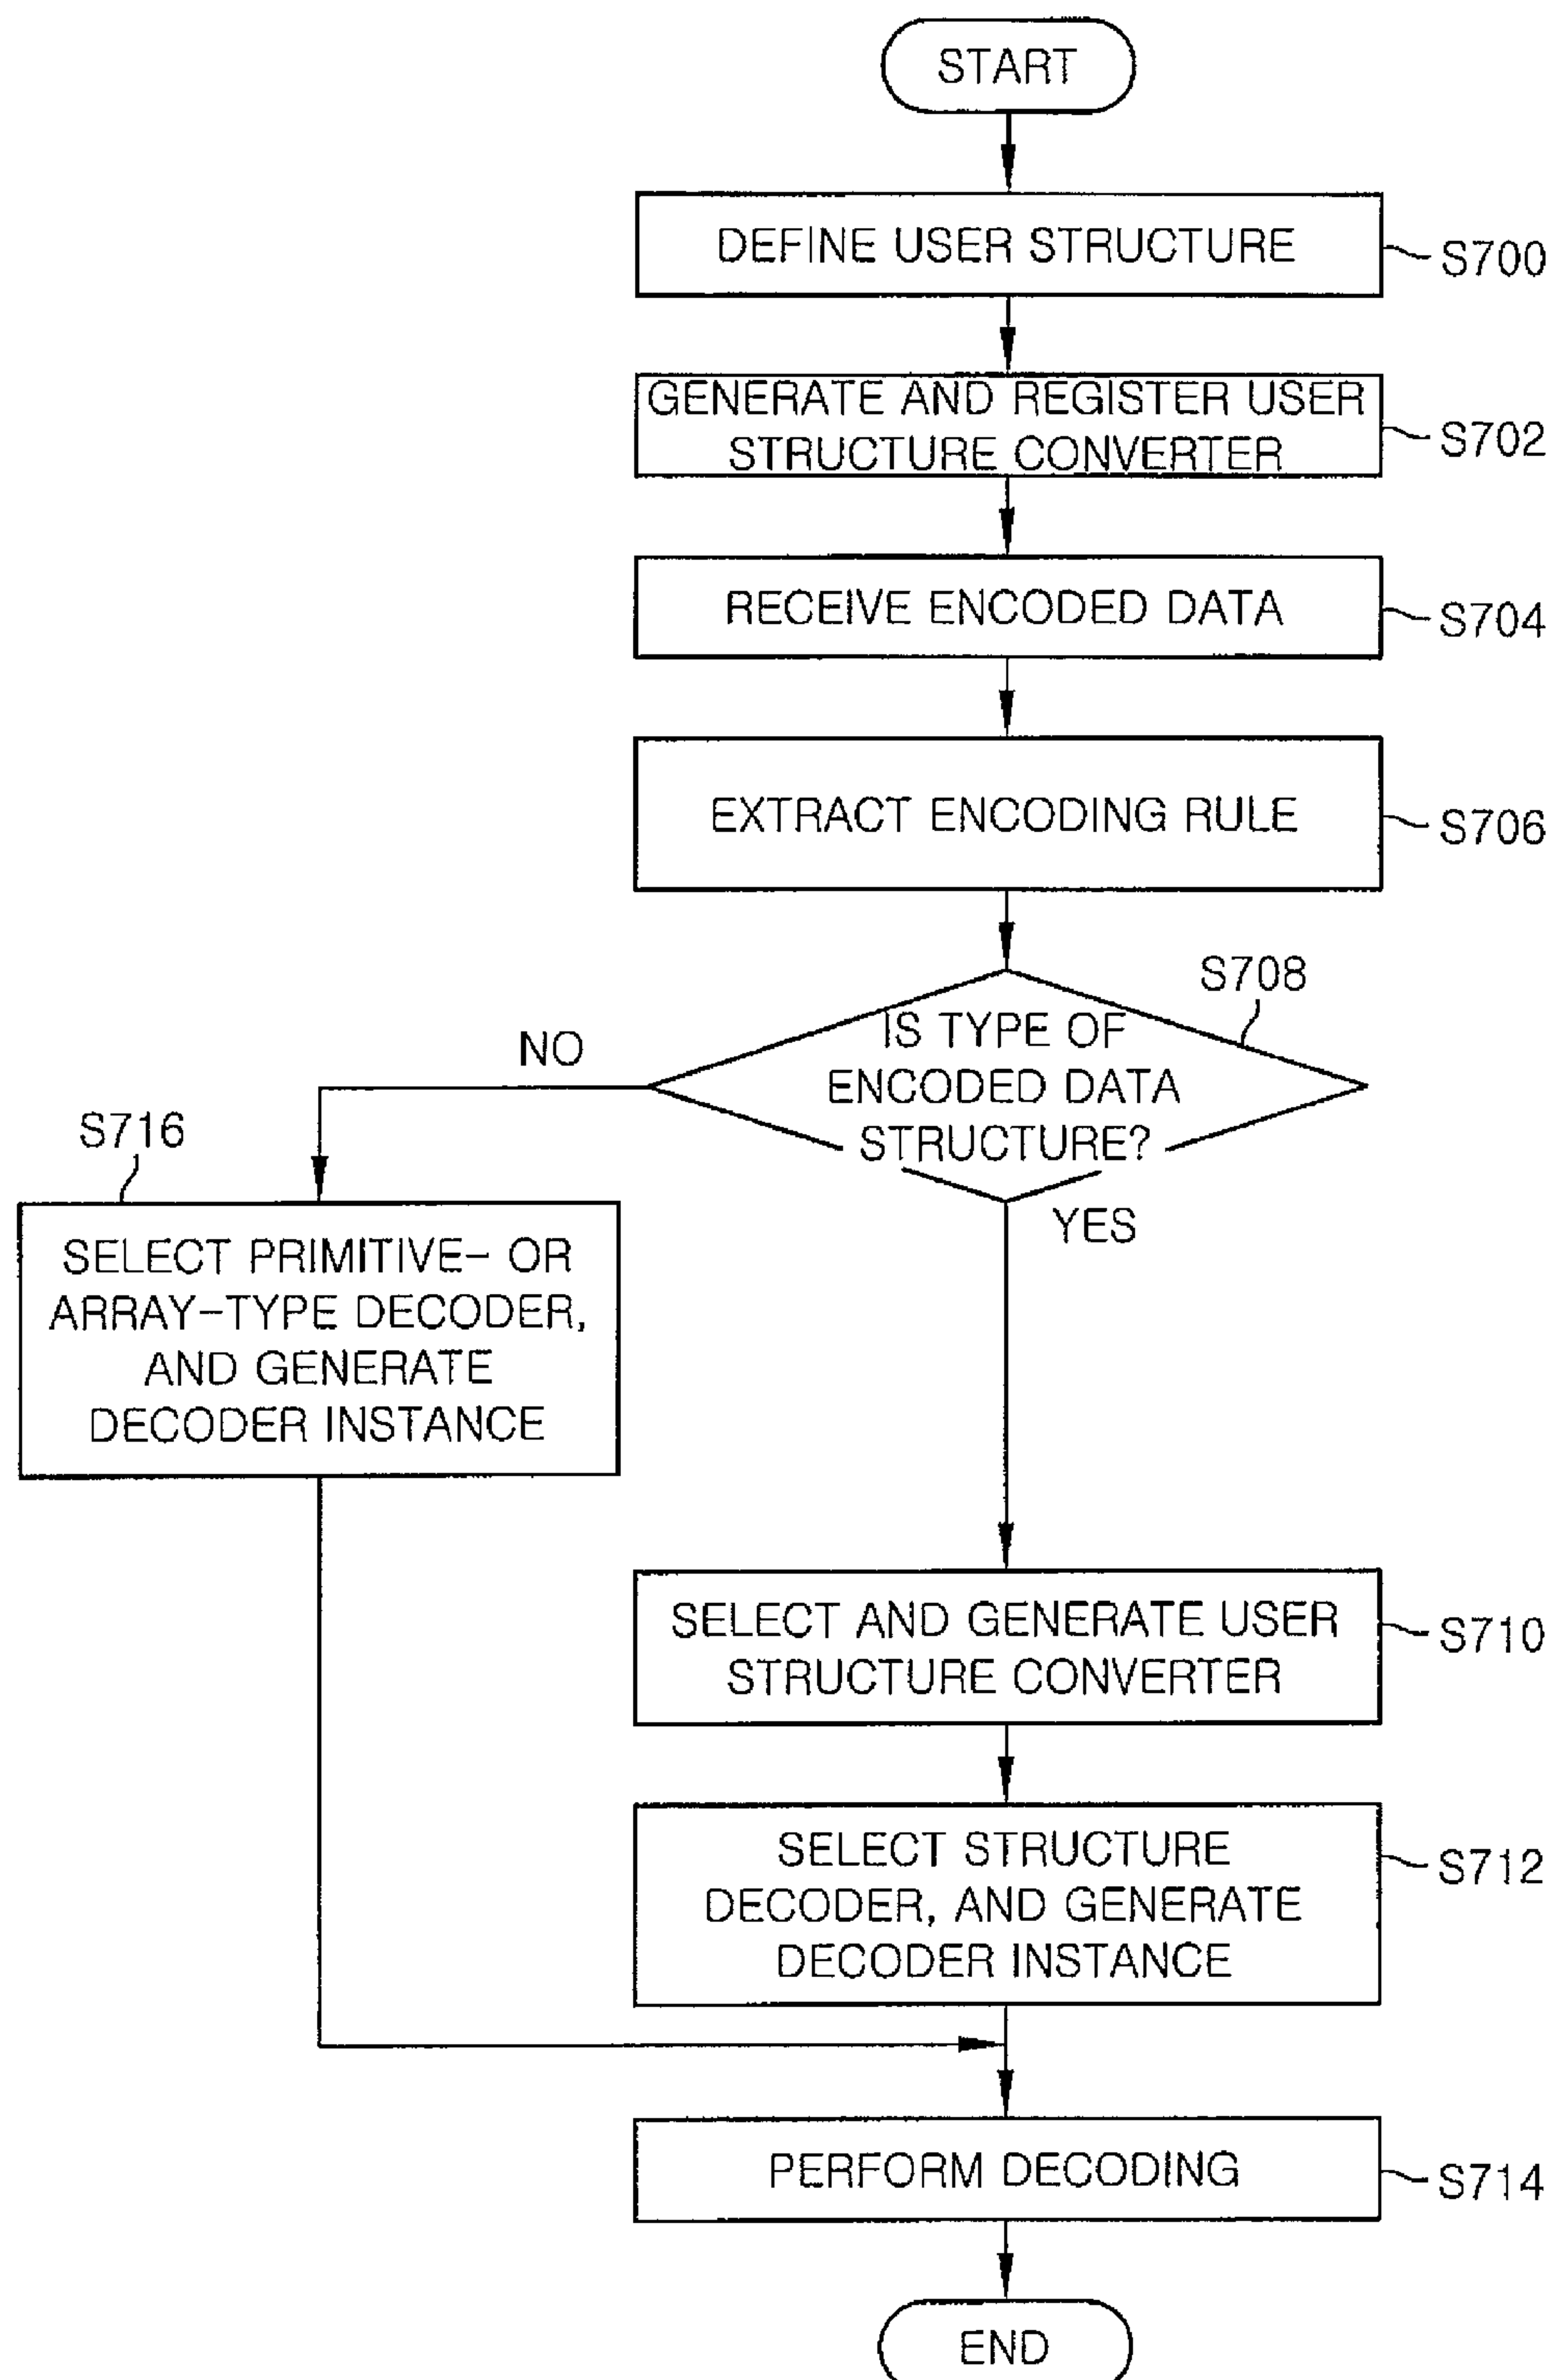 START
DEFINE USER STRUCTURE
S700
GENERATE AND REGISTER USER
STRUCTURE CONVERTER
S702
RECEIVE ENCODED DATA
S704
EXTRACT ENCODING RULE
S706
S708
IS TYPE OF
ENCODED DATA
STRUCTURE?
NO
YES
S716
SELECT PRIMITIVE- OR
ARRAY-TYPE DECODER,
AND GENERATE
DECODER INSTANCE
SELECT AND GENERATE USER
STRUCTURE CONVERTER
S710
SELECT STRUCTURE
DECODER, AND GENERATE
DECODER INSTANCE
S712
PERFORM DECODING
S714
END